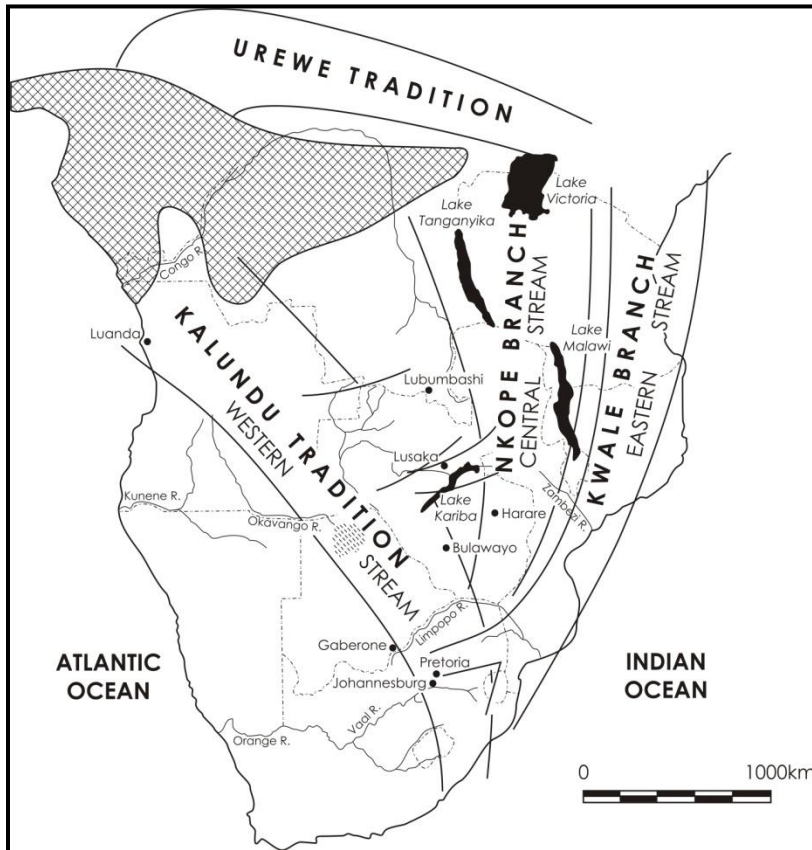 UREWE TRADITION
Lake
Victoria
Lake
Tanganyika
Congo R.
NKOPE BRANCH
CENTRAL STREAM
KWALE BRANCH
EASTERN STREAM
Luanda
KALUNDU TRADITION
WESTERN STREAM
Lake
Malawi
Lubumbashi
Lusaka
Lake
Kariba
Zambezi R.
Kunene R.
Okavango R.
Harare
Bulawayo
Limpopo R.
Gaberone
ATLANTIC
OCEAN
Pretoria
Johannesburg
INDIAN
OCEAN
Vaal R.
Orange R.
0 1000km